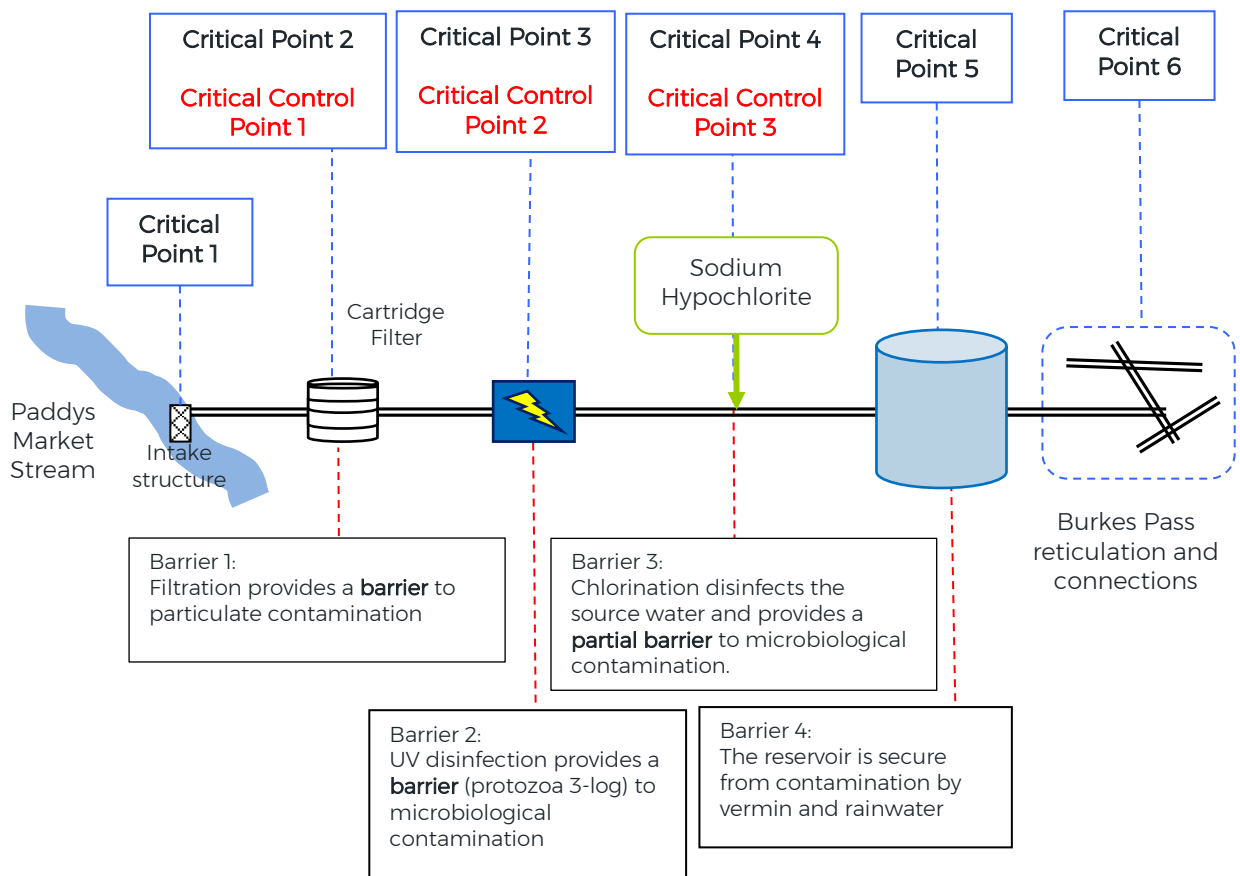 Critical Point 2
Critical Control
Point 1
Critical Point 3
Critical Control
Point 2
Critical Point 4
Critical Control
Point 3
Critical
Point 5
Critical
Point 6
Critical
Point 1
Sodium
Hypochlorite
Cartridge
Filter
Paddys
Market
Stream
Intake
structure
Burkes Pass
reticulation and
connections
Barrier 1:
Filtration provides a barrier to
particulate contamination
Barrier 3:
Chlorination disinfects the
source water and provides a
partial barrier to microbiological
contamination.
Barrier 2:
UV disinfection provides a
barrier (protozoa 3-log) to
microbiological
contamination
Barrier 4:
The reservoir is secure
from contamination by
vermin and rainwater